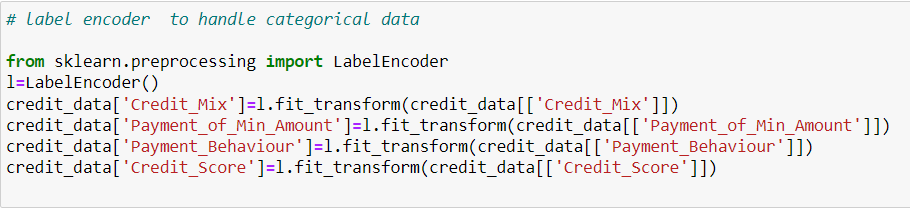 # label encoder  to handle categorical data
from sklearn.preprocessing import LabelEncoder
l=LabelEncoder()
credit_data['Credit_Mix']=l.fit_transform(credit_data[['Credit_Mix']])
credit_data['Payment_of_Min_Amount']=l.fit_transform(credit_data[['Payment_of_Min_Amount']])
credit_data['Payment_Behaviour']=l.fit_transform(credit_data[['Payment_Behaviour']])
credit_data['Credit_Score']=l.fit_transform(credit_data[['Credit_Score']])